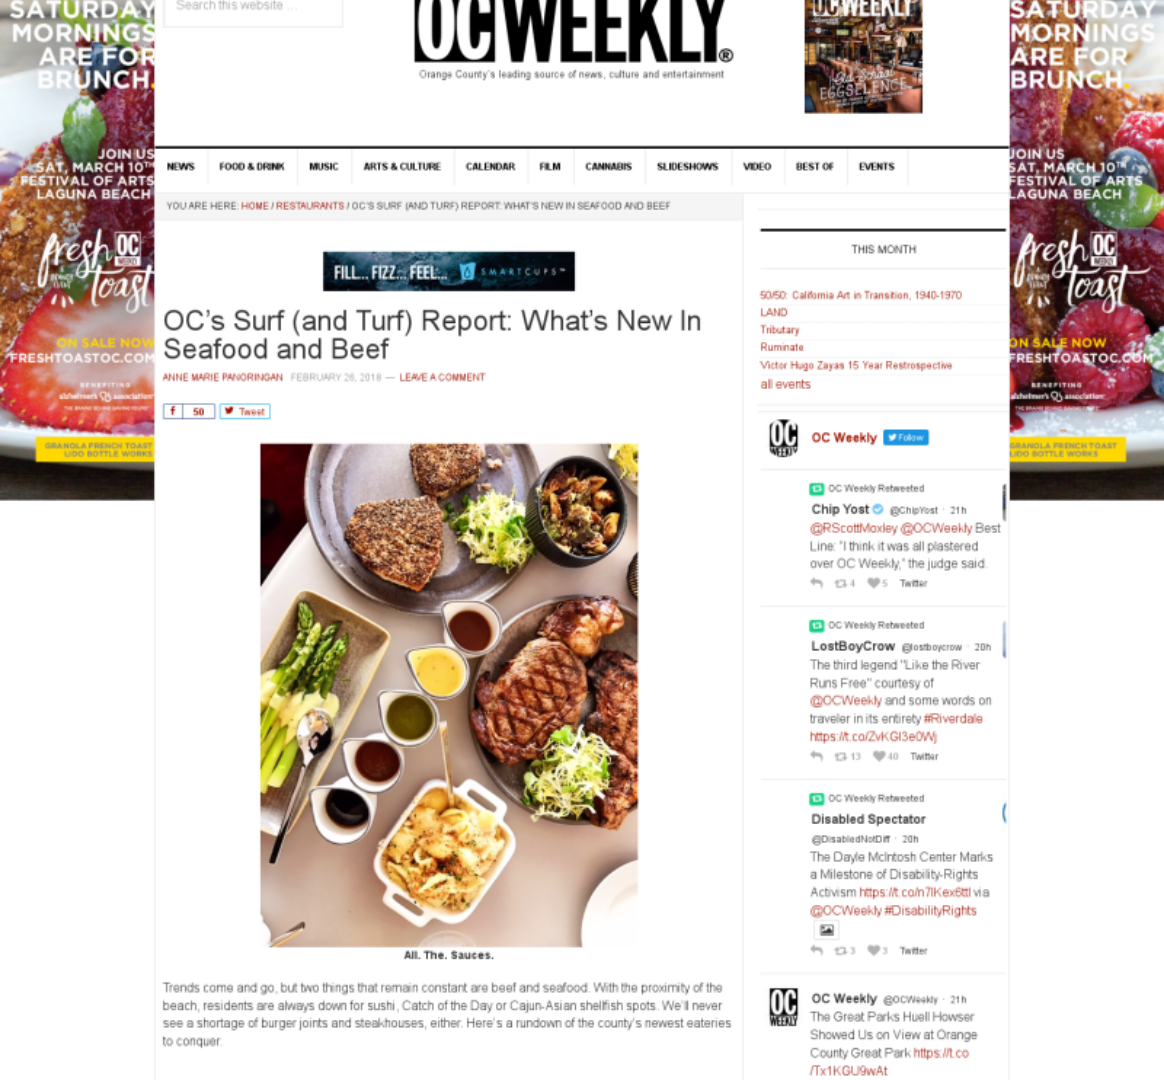 SATURDAY
MORNINGS
ARE FOR
BRUNCH.
JOIN US
SAT, MARCH 10TH
FESTIVAL OF ARTS
LAGUNA BEACH
fresh OC WEEKLY
toast
ON SALE NOW
FRESHTOASTOC.COM
BENEFITING
alzheimer's association
GRANOLA FRENCH TOAST
LIDO BOTTLE WORKS
Search this website …
OCWEEKLY®
Orange County's leading source of news, culture and entertainment
OCWEEKLY
Old-School
EGGSELENCE
NEWS FOOD & DRINK MUSIC ARTS & CULTURE CALENDAR FILM CANNABIS SLIDESHOWS VIDEO BEST OF EVENTS
YOU ARE HERE: HOME / RESTAURANTS / OC'S SURF (AND TURF) REPORT: WHAT'S NEW IN SEAFOOD AND BEEF
FILL... FIZZ... FEEL... SMARTCUPS™
OC's Surf (and Turf) Report: What's New In
Seafood and Beef
ANNE MARIE PANORINGAN FEBRUARY 26, 2018 — LEAVE A COMMENT
f 50 Tweet
All. The. Sauces.
Trends come and go, but two things that remain constant are beef and seafood. With the proximity of the
beach, residents are always down for sushi, Catch of the Day or Cajun-Asian shellfish spots. We'll never
see a shortage of burger joints and steakhouses, either. Here's a rundown of the county's newest eateries
to conquer.
THIS MONTH
50/50: California Art in Transition, 1940-1970
LAND
Tributary
Ruminate
Victor Hugo Zayas 15 Year Restrospective
all events
OC WEEKLY
OC Weekly Follow
OC Weekly Retweeted
Chip Yost @ChipYost · 21h
@RScottMoxley @OCWeekly Best
Line: "I think it was all plastered
over OC Weekly," the judge said.
4 5 Twitter
OC Weekly Retweeted
LostBoyCrow @lostboycrow · 20h
The third legend "Like the River
Runs Free" courtesy of
@OCWeekly and some words on
traveler in its entirety #Riverdale
https://t.co/ZvKGl3e0Wj
13 40 Twitter
OC Weekly Retweeted
Disabled Spectator
@DisabledNotDiff · 20h
The Dayle McIntosh Center Marks
a Milestone of Disability-Rights
Activism https://t.co/n7lKex6ttI via
@OCWeekly #DisabilityRights
3 3 Twitter
OC WEEKLY
OC Weekly @OCWeekly · 21h
The Great Parks Huell Howser
Showed Us on View at Orange
County Great Park https://t.co
/Tx1KGU9wAt
SATURDAY
MORNINGS
ARE FOR
BRUNCH.
JOIN US
SAT, MARCH 10TH
FESTIVAL OF ARTS
LAGUNA BEACH
fresh OC WEEKLY
toast
ON SALE NOW
FRESHTOASTOC.COM
BENEFITING
alzheimer's association
GRANOLA FRENCH TOAST
LIDO BOTTLE WORKS